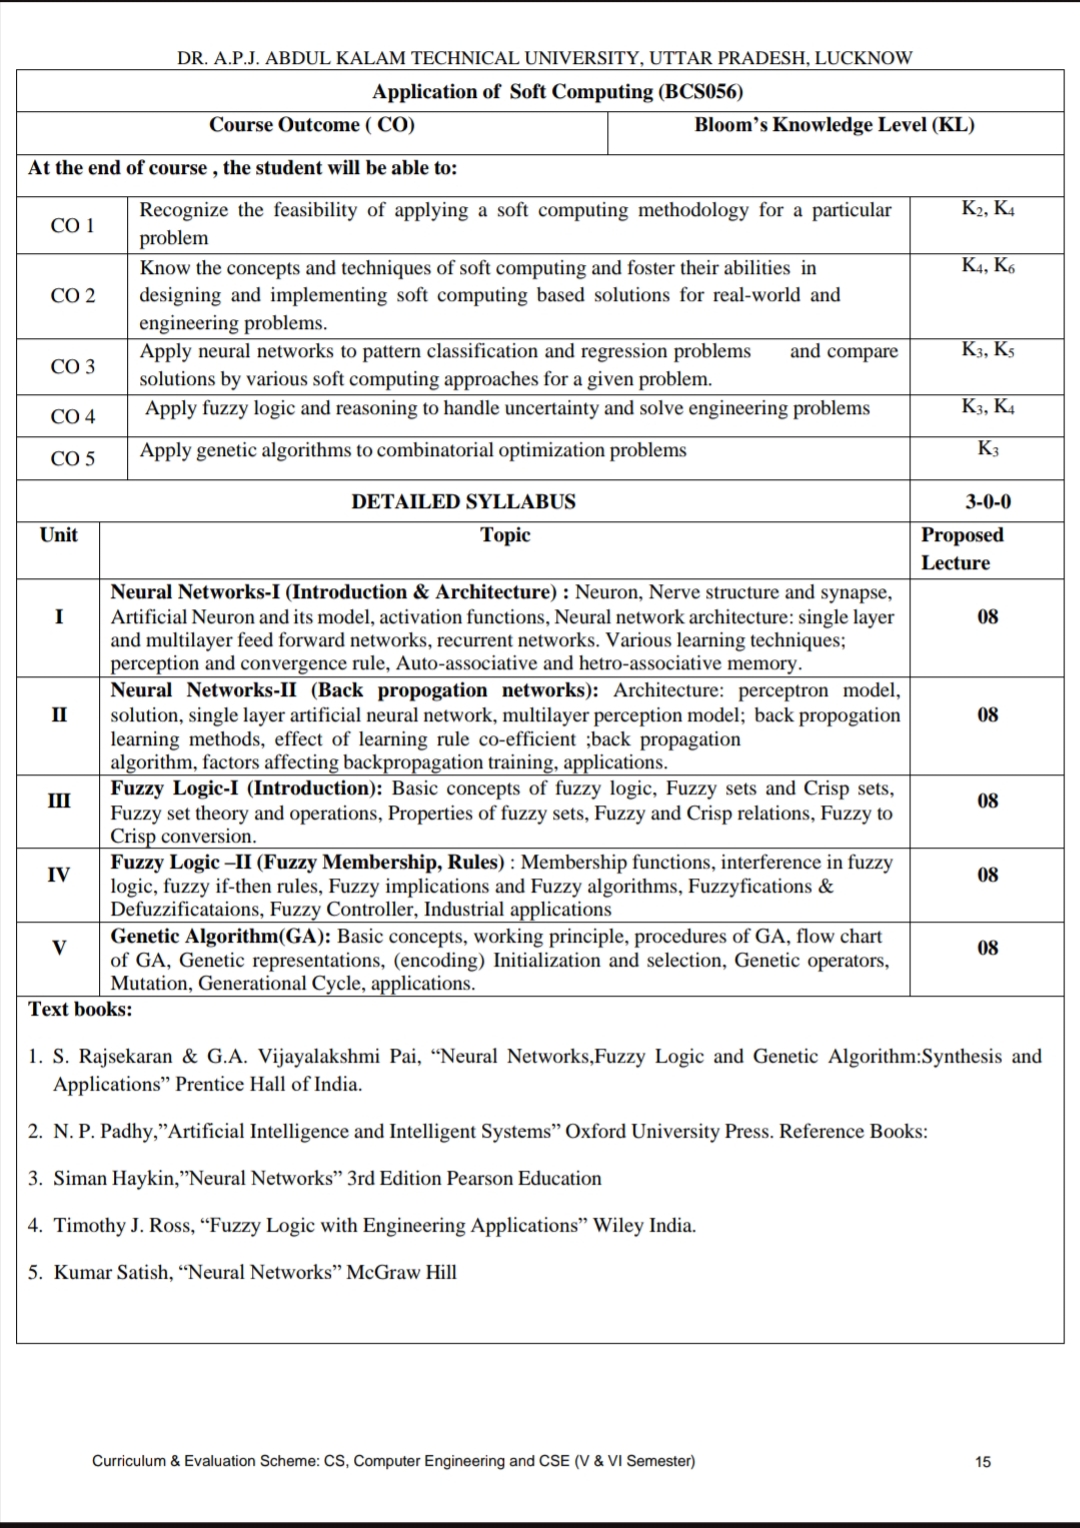 DR. A.P.J. ABDUL KALAM TECHNICAL UNIVERSITY, UTTAR PRADESH, LUCKNOW
Application of Soft Computing (BCS056)
Course Outcome ( CO)
Bloom's Knowledge Level (KL)
At the end of course , the student will be able to:
CO 1
Recognize the feasibility of applying a soft computing methodology for a particular
problem
K2, K4
CO 2
Know the concepts and techniques of soft computing and foster their abilities in
designing and implementing soft computing based solutions for real-world and
engineering problems.
K4, K6
CO 3
Apply neural networks to pattern classification and regression problems and compare
solutions by various soft computing approaches for a given problem.
K3, K5
CO 4
Apply fuzzy logic and reasoning to handle uncertainty and solve engineering problems
K3, K4
CO 5
Apply genetic algorithms to combinatorial optimization problems
K3
DETAILED SYLLABUS
3-0-0
Unit
Topic
Proposed
Lecture
I
Neural Networks-I (Introduction & Architecture) : Neuron, Nerve structure and synapse,
Artificial Neuron and its model, activation functions, Neural network architecture: single layer
and multilayer feed forward networks, recurrent networks. Various learning techniques;
perception and convergence rule, Auto-associative and hetro-associative memory.
08
II
Neural Networks-II (Back propogation networks): Architecture: perceptron model,
solution, single layer artificial neural network, multilayer perception model; back propogation
learning methods, effect of learning rule co-efficient ;back propagation
algorithm, factors affecting backpropagation training, applications.
08
III
Fuzzy Logic-I (Introduction): Basic concepts of fuzzy logic, Fuzzy sets and Crisp sets,
Fuzzy set theory and operations, Properties of fuzzy sets, Fuzzy and Crisp relations, Fuzzy to
Crisp conversion.
08
IV
Fuzzy Logic –II (Fuzzy Membership, Rules) : Membership functions, interference in fuzzy
logic, fuzzy if-then rules, Fuzzy implications and Fuzzy algorithms, Fuzzyfications &
Defuzzificataions, Fuzzy Controller, Industrial applications
08
V
Genetic Algorithm(GA): Basic concepts, working principle, procedures of GA, flow chart
of GA, Genetic representations, (encoding) Initialization and selection, Genetic operators,
Mutation, Generational Cycle, applications.
08
Text books:
1. S. Rajsekaran & G.A. Vijayalakshmi Pai, “Neural Networks,Fuzzy Logic and Genetic Algorithm:Synthesis and
Applications” Prentice Hall of India.
2. N. P. Padhy,”Artificial Intelligence and Intelligent Systems” Oxford University Press. Reference Books:
3. Siman Haykin,”Neural Networks” 3rd Edition Pearson Education
4. Timothy J. Ross, “Fuzzy Logic with Engineering Applications” Wiley India.
5. Kumar Satish, “Neural Networks” McGraw Hill
Curriculum & Evaluation Scheme: CS, Computer Engineering and CSE (V & VI Semester)
15